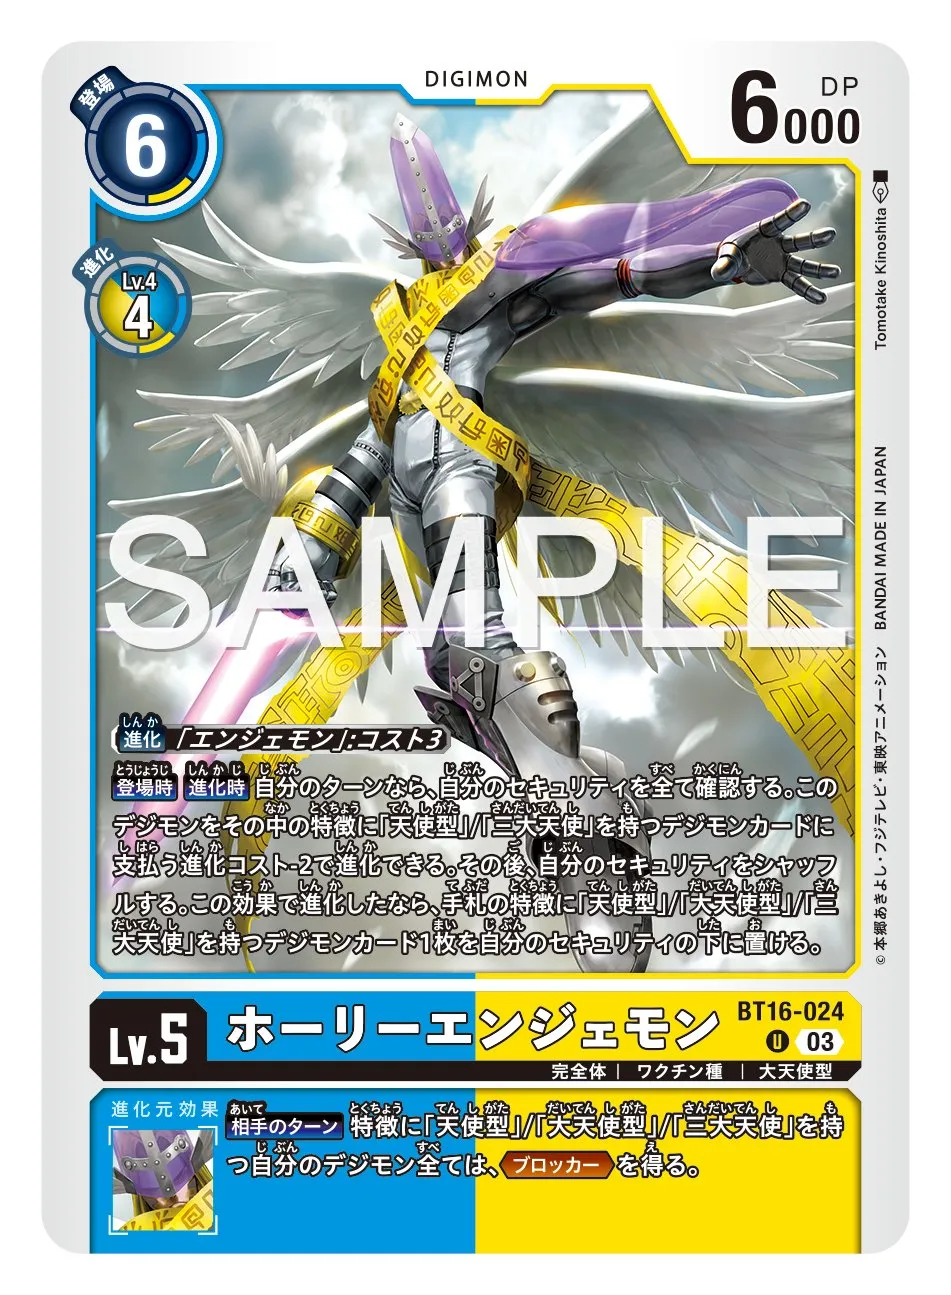 DIGIMON
登場
6
DP
6000
進化
Lv.4
4
Tomotake Kinoshita
BANDAI MADE IN JAPAN
©本郷あきよし・フジテレビ・東映アニメーション
SAMPLE
進化 「エンジェモン」:コスト3
登場時 進化時 自分のターンなら、自分のセキュリティを全て確認する。この
デジモンをその中の特徴に「天使型」/「三大天使」を持つデジモンカードに
支払う進化コスト-2で進化できる。その後、自分のセキュリティをシャッフ
ルする。この効果で進化したなら、手札の特徴に「天使型」/「大天使型」/「三
大天使」を持つデジモンカード1枚を自分のセキュリティの下に置ける。
Lv.5
ホーリーエンジェモン
BT16-024
U 03
完全体 | ワクチン種 | 大天使型
進化元効果
相手のターン 特徴に「天使型」/「大天使型」/「三大天使」を持
つ自分のデジモン全ては、ブロッカーを得る。